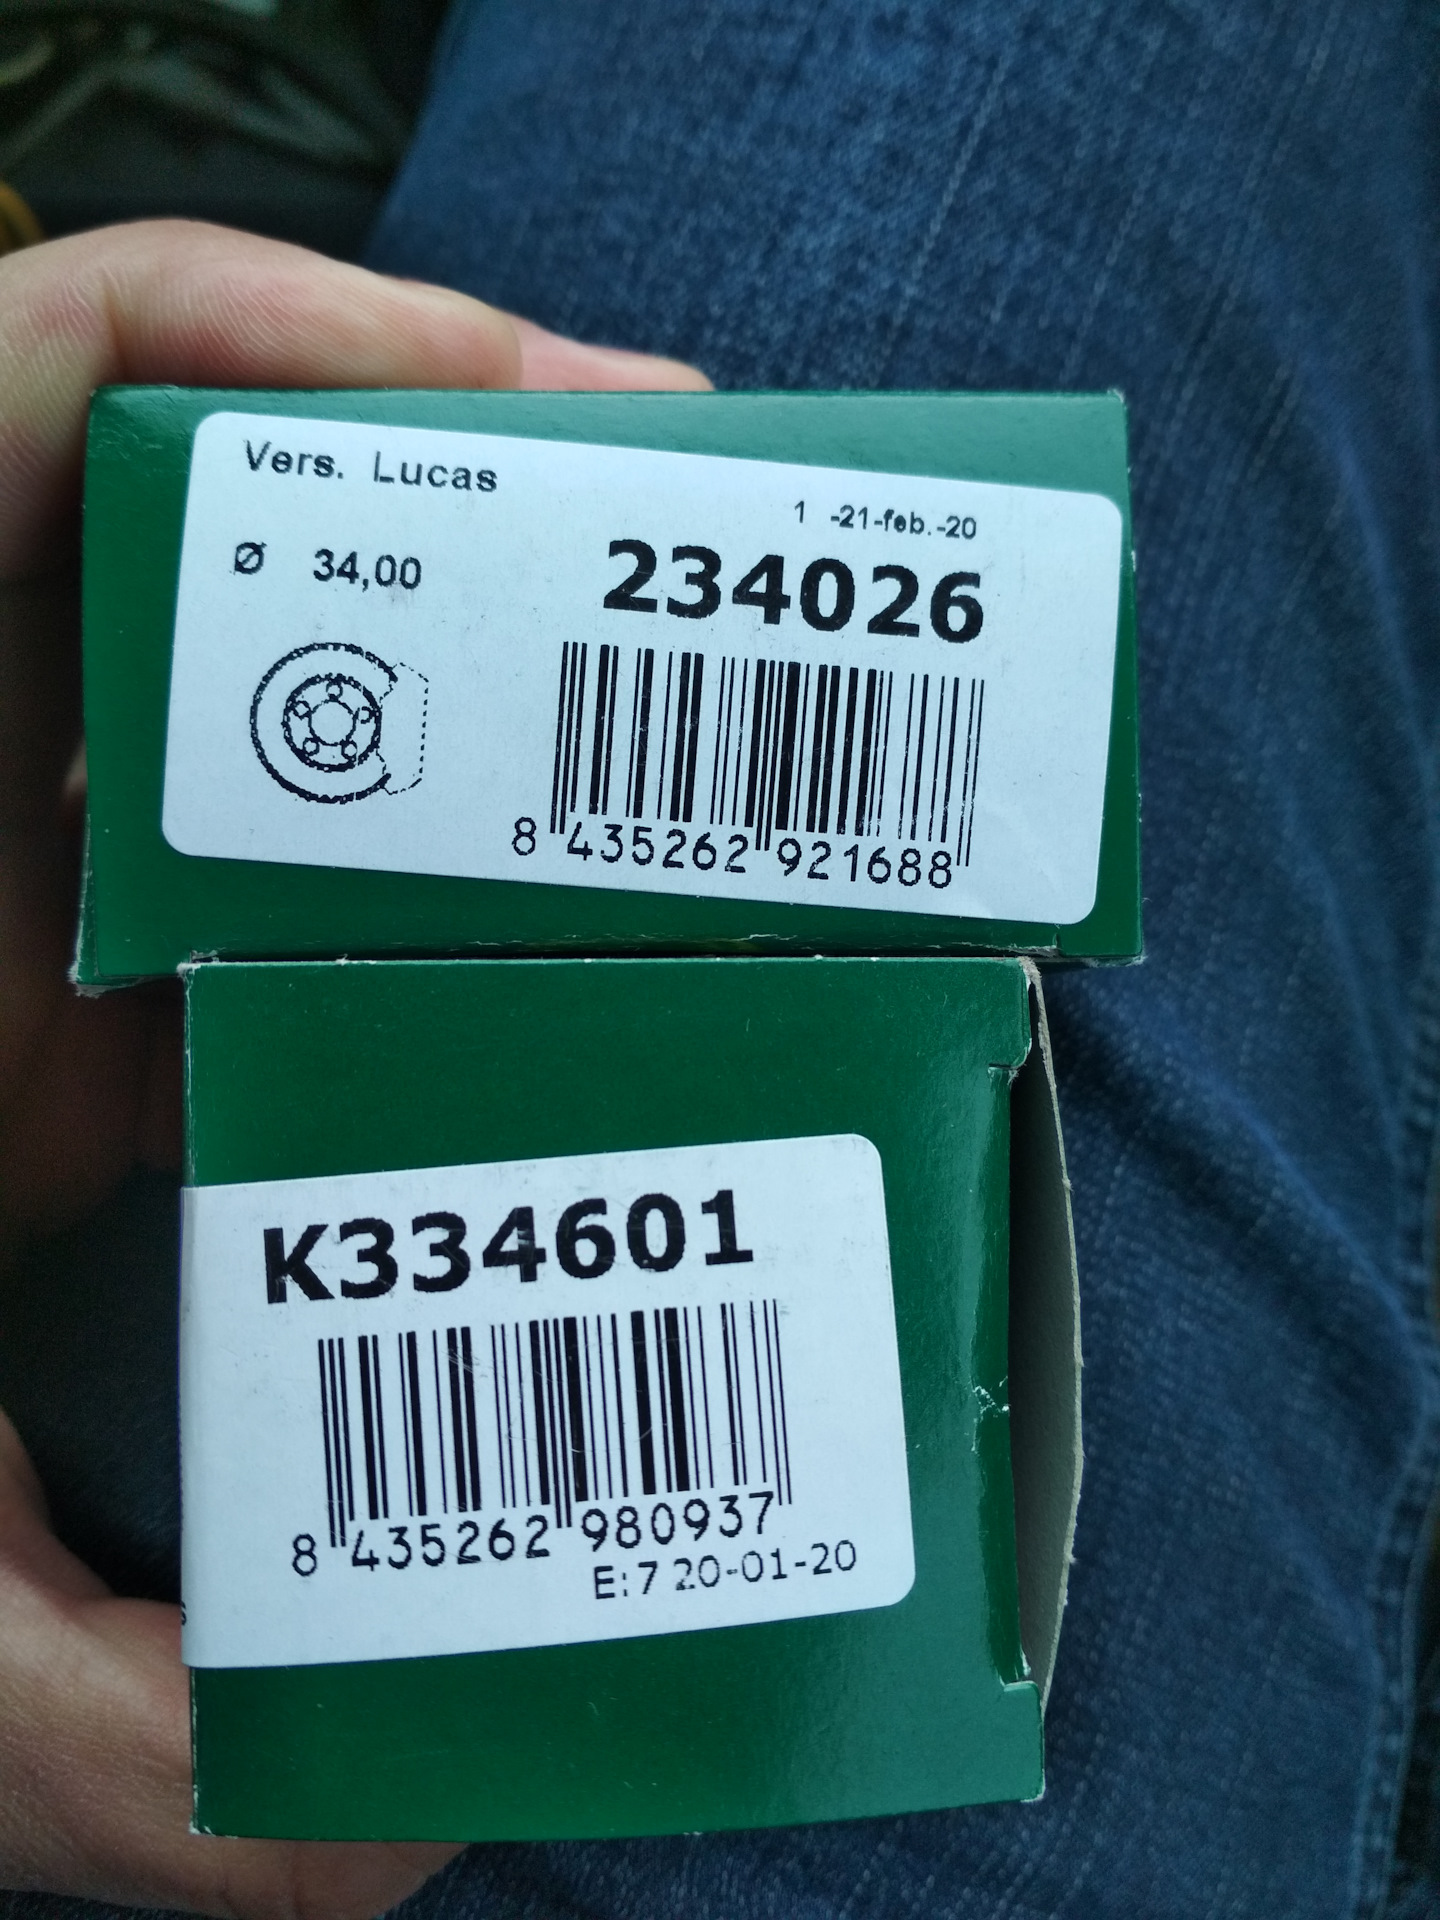 Vers. Lucas
1 -21-feb.-20
Ø 34,00
234026
8 435262 921688
K334601
8 435262 980937
E:7 20-01-20
s